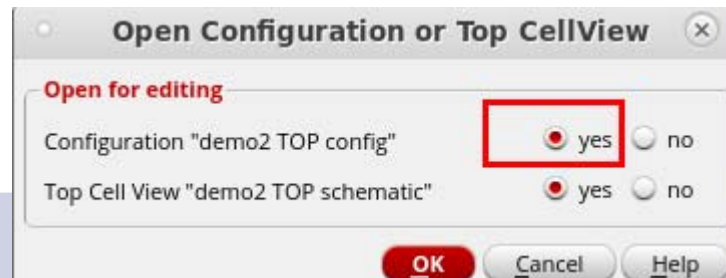 Open Configuration or Top CellView
Open for editing
Configuration "demo2 TOP config" yes no
Top Cell View "demo2 TOP schematic" yes no
OK Cancel Help